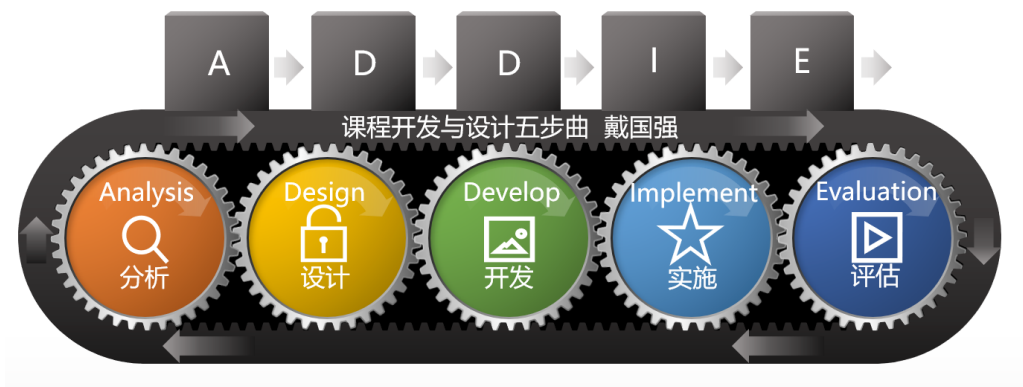 A D D I E
课程开发与设计五步曲 戴国强
Analysis Design Develop Implement Evaluation
分析 设计 开发 实施 评估